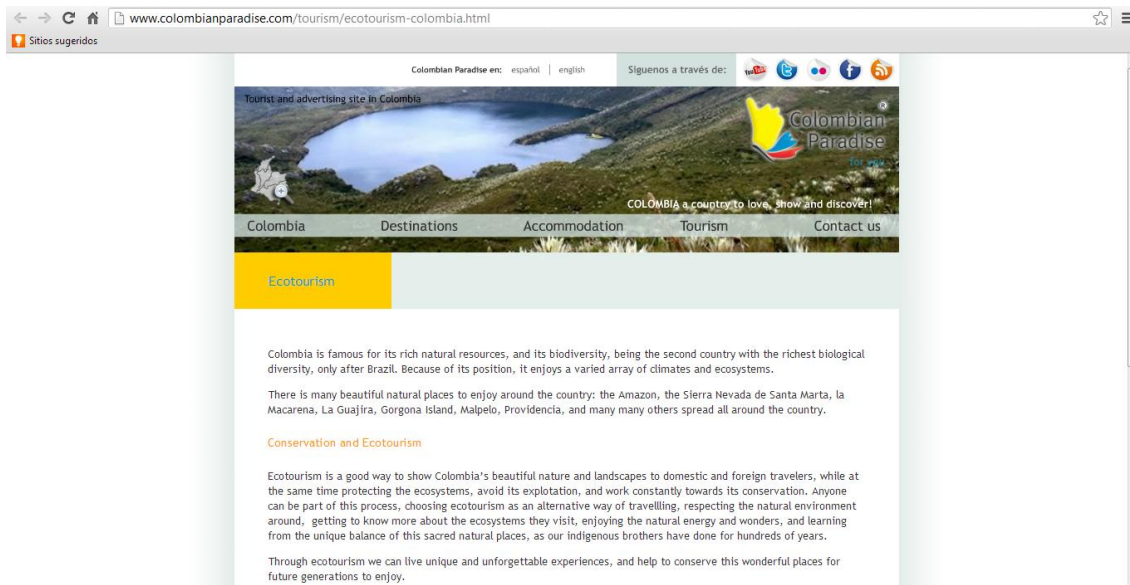 www.colombianparadise.com/tourism/ecotourism-colombia.html
Sitios sugeridos
Colombian Paradise en: español | english
Siguenos a través de:
You Tube
Tourist and advertising site in Colombia
Colombian
Paradise
for you
COLOMBIA a country to love, show and discover!
Colombia Destinations Accommodation Tourism Contact us
Ecotourism
Colombia is famous for its rich natural resources, and its biodiversity, being the second country with the richest biological
diversity, only after Brazil. Because of its position, it enjoys a varied array of climates and ecosystems.
There is many beautiful natural places to enjoy around the country: the Amazon, the Sierra Nevada de Santa Marta, la
Macarena, La Guajira, Gorgona Island, Malpelo, Providencia, and many many others spread all around the country.
Conservation and Ecotourism
Ecotourism is a good way to show Colombia's beautiful nature and landscapes to domestic and foreign travelers, while at
the same time protecting the ecosystems, avoid its explotation, and work constantly towards its conservation. Anyone
can be part of this process, choosing ecotourism as an alternative way of travellling, respecting the natural environment
around, getting to know more about the ecosystems they visit, enjoying the natural energy and wonders, and learning
from the unique balance of this sacred natural places, as our indigenous brothers have done for hundreds of years.
Through ecotourism we can live unique and unforgettable experiences, and help to conserve this wonderful places for
future generations to enjoy.